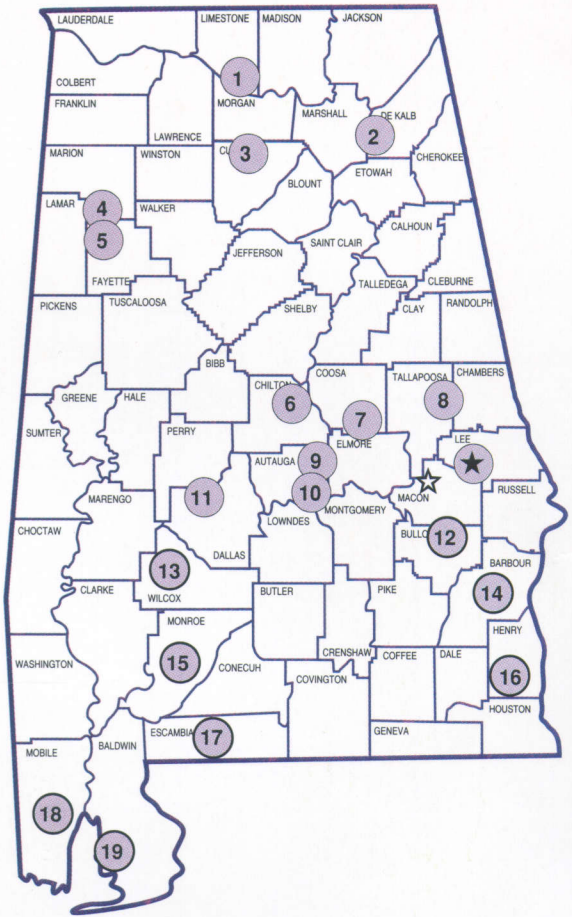 LAUDERDALE
LIMESTONE
MADISON
JACKSON
COLBERT
1
FRANKLIN
MORGAN
MARSHALL
DE KALB
2
LAWRENCE
3
CU
MARION
WINSTON
CHEROKEE
ETOWAH
BLOUNT
LAMAR
4
WALKER
CALHOUN
5
SAINT CLAIR
JEFFERSON
FAYETTE
TALLEDEGA
CLEBURNE
PICKENS
TUSCALOOSA
SHELBY
CLAY
RANDOLPH
BIBB
COOSA
CHILTON
TALLAPOOSA
CHAMBERS
GREENE
HALE
6
8
7
SUMTER
PERRY
ELMORE
LEE
AUTAUGA
9
MARENGO
11
10
MACON
RUSSELL
LOWNDES
MONTGOMERY
CHOCTAW
BULLO
12
DALLAS
BARBOUR
13
CLARKE
WILCOX
BUTLER
PIKE
14
MONROE
HENRY
CRENSHAW
COFFEE
DALE
WASHINGTON
15
CONECUH
COVINGTON
16
HOUSTON
ESCAMBIA
17
GENEVA
MOBILE
BALDWIN
18
19